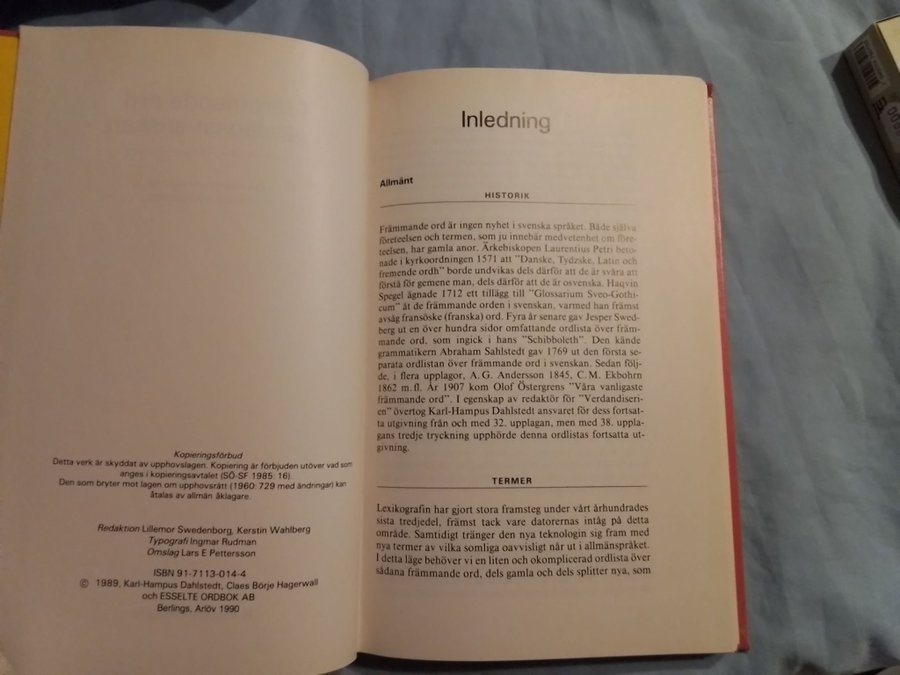 Kopieringsförbud
Detta verk är skyddat av upphovslagen. Kopiering är förbjuden utöver vad som
anges i kopieringsavtalet (SÖ-SF 1985: 16).
Den som bryter mot lagen om upphovsrätt (1960: 729 med ändringar) kan
åtalas av allmän åklagare.
Redaktion Lillemor Swedenborg, Kerstin Wahlberg
Typografi Ingmar Rudman
Omslag Lars E Pettersson
ISBN 91-7113-014-4
© 1989, Karl-Hampus Dahlstedt, Claes Börje Hagerwall
och ESSELTE ORDBOK AB
Berlings, Arlöv 1990
Inledning
Allmänt
HISTORIK
Främmande ord är ingen nyhet i svenska språket. Både själva
företeelsen och termen, som ju innebär medvetenhet om före-
teelsen, har gamla anor. Ärkebiskopen Laurentius Petri beto-
nade i kyrkoordningen 1571 att "Danske, Tydzske, Latin och
fremende ordh" borde undvikas dels därför att de är svåra att
förstå för gemene man, dels därför att de är osvenska. Haqvin
Spegel ägnade 1712 ett tillägg till "Glossarium Sveo-Gothi-
cum" åt de främmande orden i svenskan, varmed han främst
avsåg fransöske (franska) ord. Fyra år senare gav Jesper Swed-
berg ut en över hundra sidor omfattande ordlista över främ-
mande ord, som ingick i hans "Schibboleth". Den kände
grammatikern Abraham Sahlstedt gav 1769 ut den första se-
parata ordlistan över främmande ord i svenskan. Sedan följ-
de, i flera upplagor, A. G. Andersson 1845, C. M. Ekbohrn
1862 m. fl. År 1907 kom Olof Östergrens "Våra vanligaste
främmande ord". I egenskap av redaktör för "Verdandiseri-
en" övertog Karl-Hampus Dahlstedt ansvaret för dess fortsat-
ta utgivning från och med 32. upplagan, men med 38. uppla-
gans tredje tryckning upphörde denna ordlistas fortsatta ut-
givning.
TERMER
Lexikografin har gjort stora framsteg under vårt århundrades
sista tredjedel, främst tack vare datorernas intåg på detta
område. Samtidigt tränger den nya teknologin sig fram med
nya termer av vilka somliga oavvisligt når ut i allmänspråket.
I detta läge behöver vi en liten och okomplicerad ordlista över
sådana främmande ord, dels gamla och dels splitter nya, som